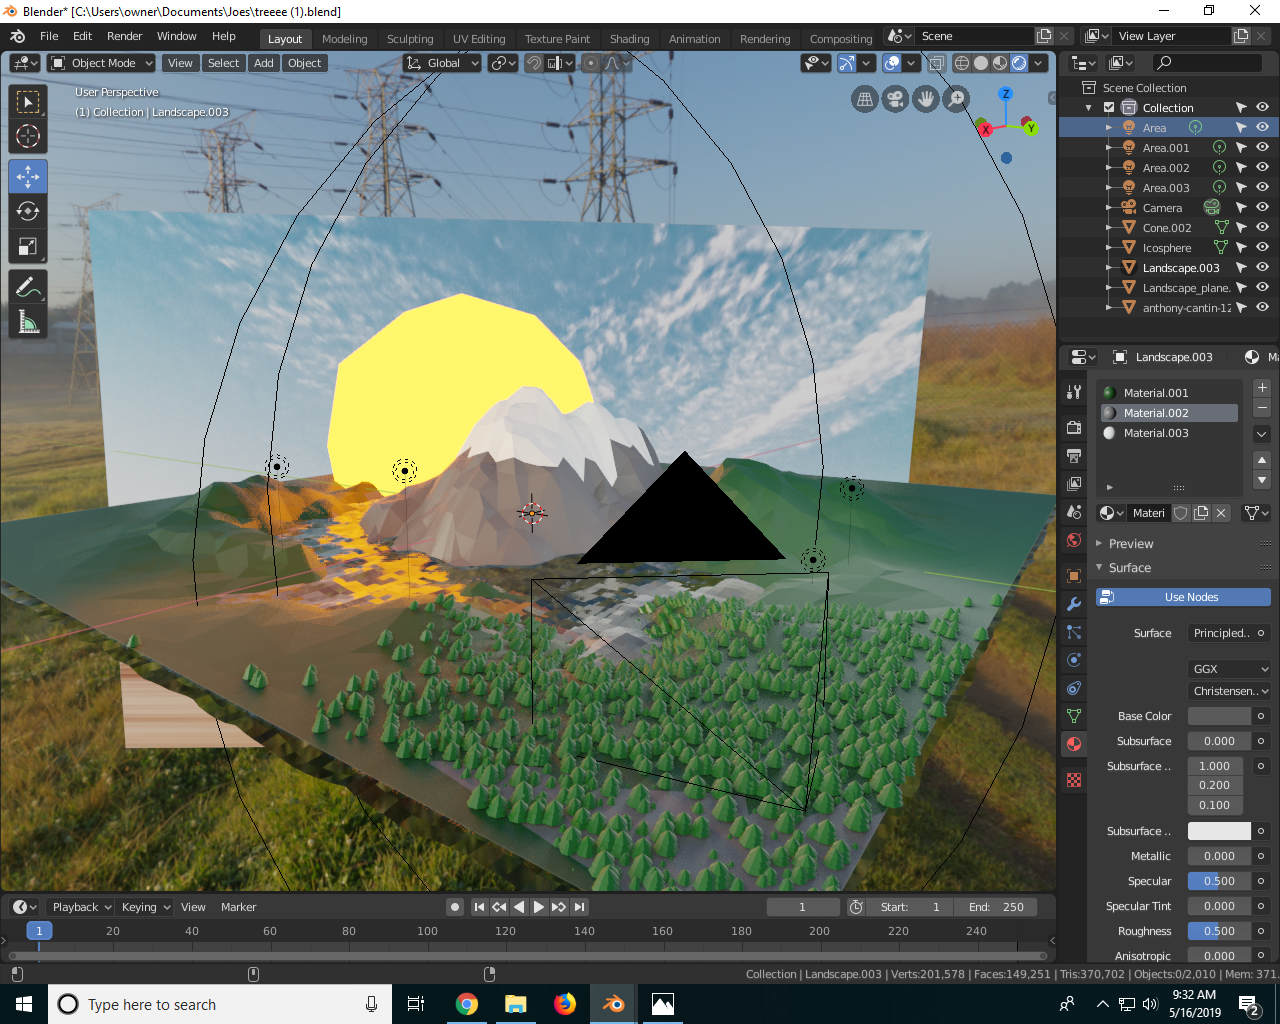 Blender* [C:\Users\owner\Documents\Joes\treeee (1).blend]
File Edit Render Window Help Layout Modeling Sculpting UV Editing Texture Paint Shading Animation Rendering Compositing Scene View Layer
Object Mode View Select Add Object Global
User Perspective
(1) Collection | Landscape.003
Z
X
Y
Scene Collection
Collection
Area
Area.001
Area.002
Area.003
Camera
Cone.002
Icosphere
Landscape.003
Landscape_plane.
anthony-cantin-12
Landscape.003 Ma
Material.001
Material.002
Material.003
Materi
Preview
Surface
Use Nodes
Surface Principled..
GGX
Christensen..
Base Color
Subsurface 0.000
Subsurface .. 1.000
0.200
0.100
Subsurface ..
Metallic 0.000
Specular 0.500
Specular Tint 0.000
Roughness 0.500
Anisotropic 0.000
Playback Keying View Marker 1 Start: 1 End: 250
1 20 40 60 80 100 120 140 160 180 200 220 240
Collection | Landscape.003 | Verts:201,578 | Faces:149,251 | Tris:370,702 | Objects:0/2,010 | Mem: 371.
Type here to search
9:32 AM
5/16/2019
2